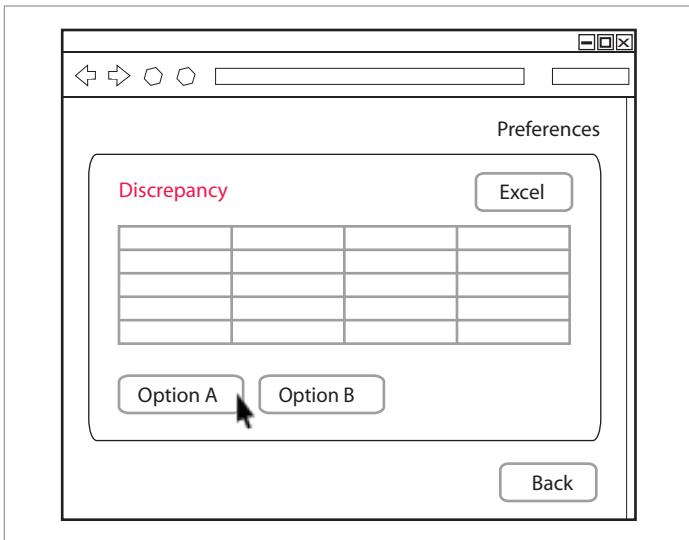 Preferences
Discrepancy
Excel
Option A
Option B
Back